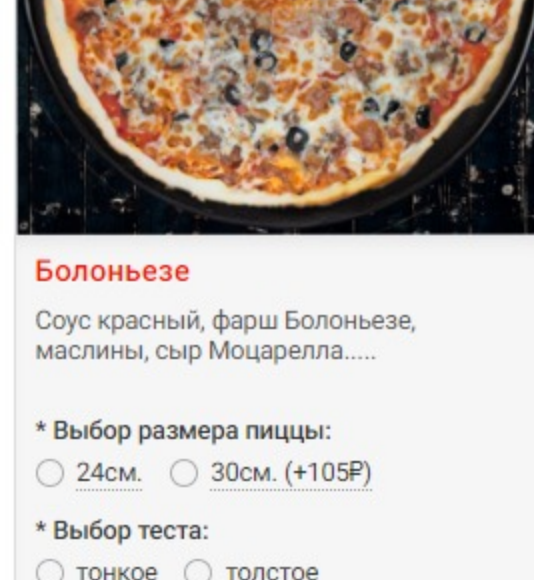 Болоньезе
Соус красный, фарш Болоньезе,
маслины, сыр Моцарелла.....
* Выбор размера пиццы:
24см. 30см. (+105₽)
* Выбор теста:
тонкое толстое